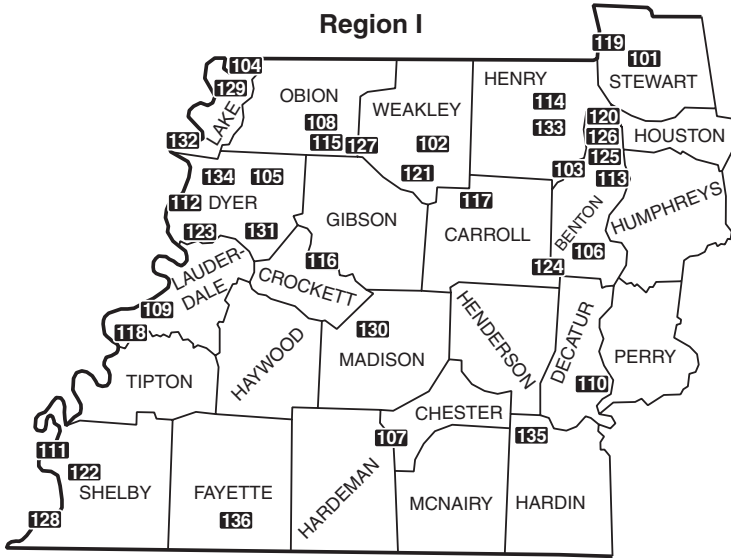 Region I
119
101
STEWART
104
129
LAKE
OBION
WEAKLEY
HENRY
114
108
115
127
102
133
120
126
HOUSTON
132
121
103
125
113
134
105
112
DYER
117
HUMPHREYS
GIBSON
CARROLL
BENTON
123
131
106
116
124
LAUDER-
DALE
CROCKETT
109
118
130
HENDERSON
DECATUR
HAYWOOD
MADISON
PERRY
TIPTON
110
CHESTER
107
135
111
122
SHELBY
FAYETTE
HARDEMAN
MCNAIRY
HARDIN
128
136